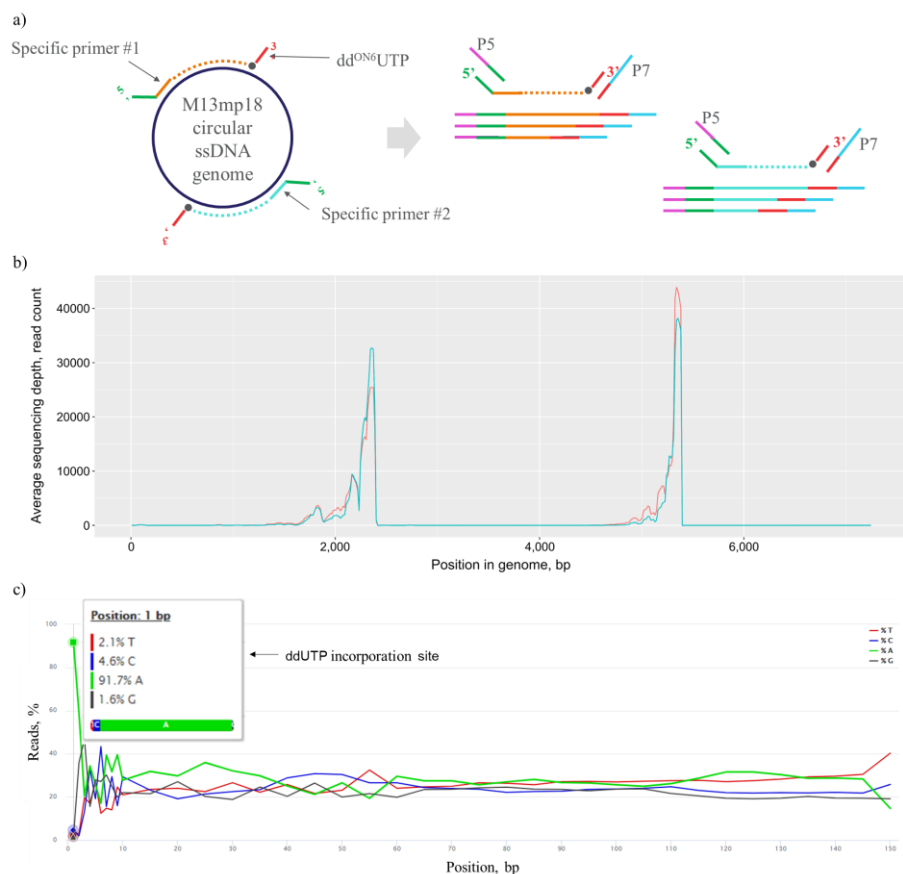 a)
Specific primer #1
3'
dd^ON6UTP
5'
M13mp18
circular
ssDNA
genome
5'
Specific primer #2
3'
P5
5'
3'
P7
P5
5'
3'
P7
b)
Average sequencing depth, read count
40000
30000
20000
10000
0
0
2,000
4,000
6,000
Position in genome, bp
c)
Reads, %
100
80
60
40
20
0
Position: 1 bp
2.1% T
4.6% C
91.7% A
1.6% G
C
A
ddUTP incorporation site
% T
% C
% A
% G
0
10
20
30
40
50
60
70
80
90
100
110
120
130
140
150
Position, bp